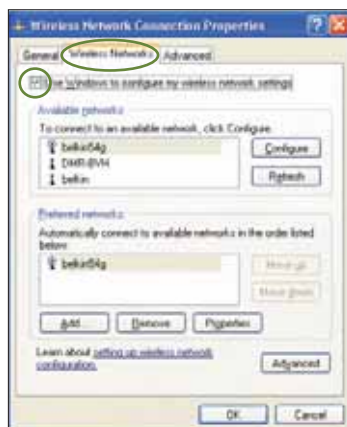 Wireless Network Connection Properties
General Wireless Networks Advanced
Use Windows to configure my wireless network settings
Available networks
To connect to an available network, click Configure.
belkin54g
belkin
Configure
Refresh
Preferred networks
Automatically connect to available networks in the order listed
below:
belkin54g
Move up
Move down
Add... Remove Properties
Learn about setting up wireless network
configuration.
Advanced
OK Cancel